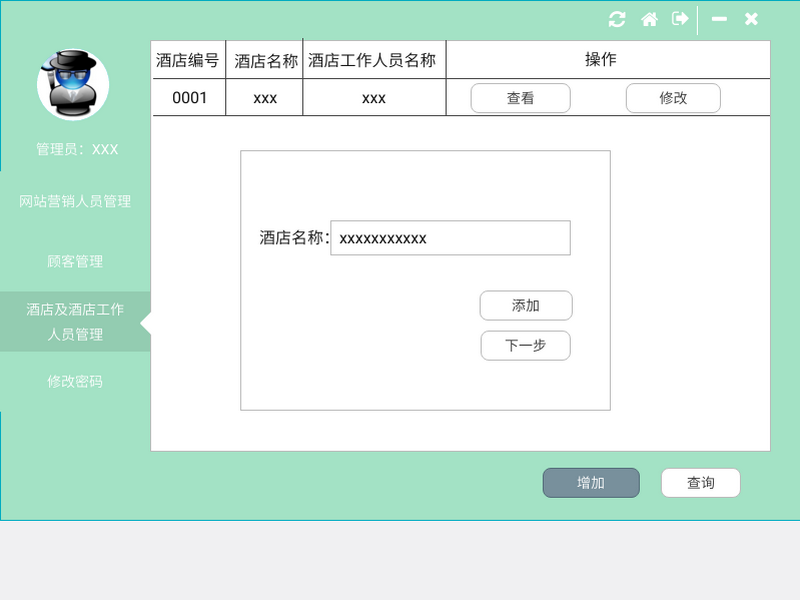 管理员：XXX
网站营销人员管理
顾客管理
酒店及酒店工作
人员管理
修改密码
酒店编号 酒店名称 酒店工作人员名称 操作
0001 xxx xxx 查看 修改
酒店名称： xxxxxxxxxxx
添加
下一步
增加 查询